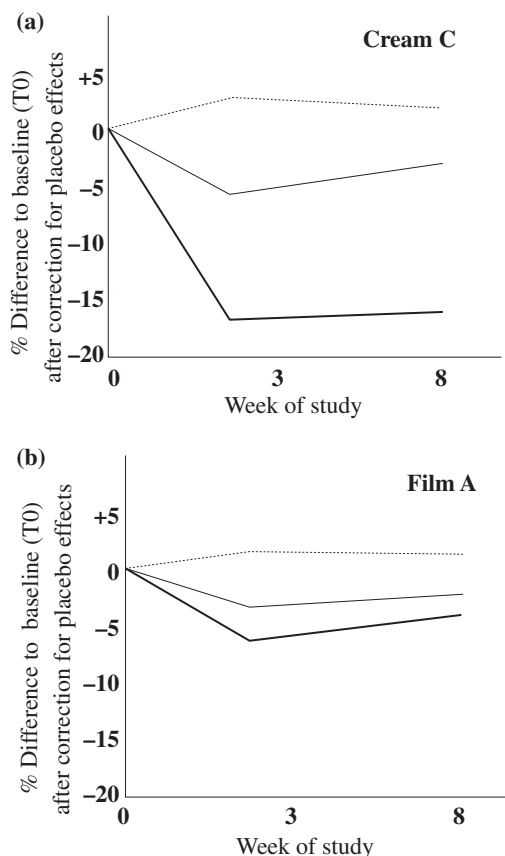 (a)
Cream C
% Difference to baseline (T0)
after correction for placebo effects
+5
0
−5
−10
−15
−20
0 3 8
Week of study
(b)
Film A
% Difference to baseline (T0)
after correction for placebo effects
+5
0
−5
−10
−15
−20
0 3 8
Week of study